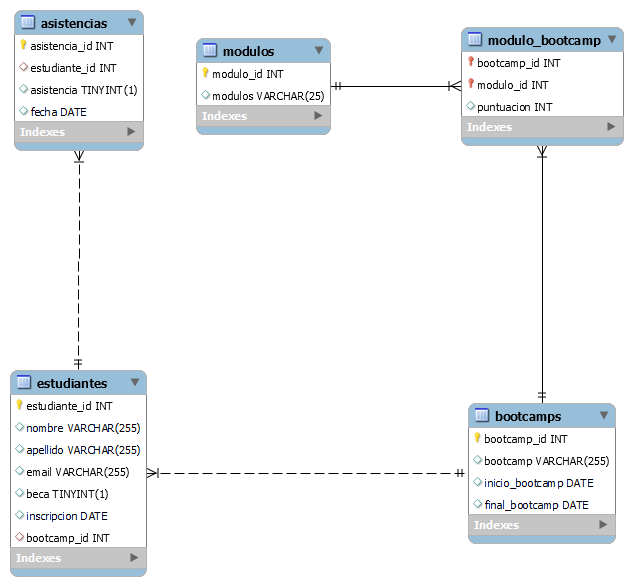 asistencias
asistencia_id INT
estudiante_id INT
asistencia TINYINT(1)
fecha DATE
Indexes
modulos
modulo_id INT
modulos VARCHAR(25)
Indexes
modulo_bootcamp
bootcamp_id INT
modulo_id INT
puntuacion INT
Indexes
estudiantes
estudiante_id INT
nombre VARCHAR(255)
apellido VARCHAR(255)
email VARCHAR(255)
beca TINYINT(1)
inscripcion DATE
bootcamp_id INT
Indexes
bootcamps
bootcamp_id INT
bootcamp VARCHAR(255)
inicio_bootcamp DATE
final_bootcamp DATE
Indexes